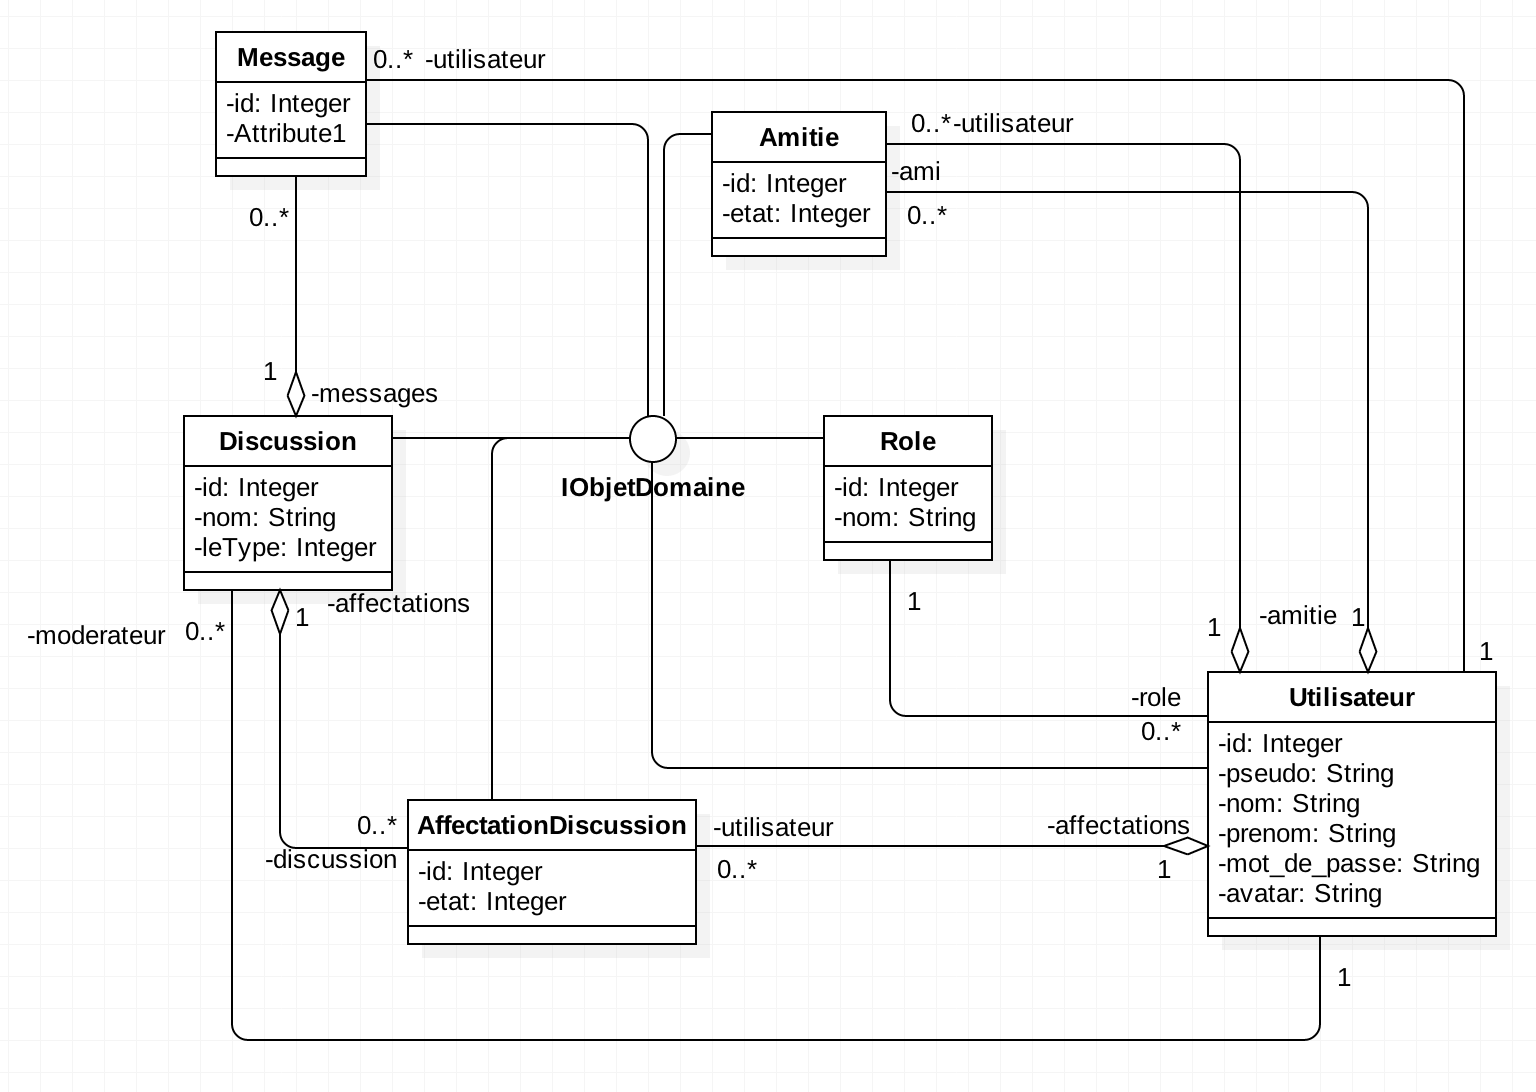 Message
-id: Integer
-Attribute1
0..* -utilisateur
0..*
1
-messages
Amitie
-id: Integer
-etat: Integer
0..* -utilisateur
-ami
0..*
Discussion
-id: Integer
-nom: String
-leType: Integer
IObjetDomaine
Role
-id: Integer
-nom: String
1
-moderateur 0..*
1 -affectations
1 -amitie 1
1
-role
0..*
Utilisateur
-id: Integer
-pseudo: String
-nom: String
-prenom: String
-mot_de_passe: String
-avatar: String
0..*
-discussion
AffectationDiscussion
-id: Integer
-etat: Integer
-utilisateur
0..*
-affectations
1
1